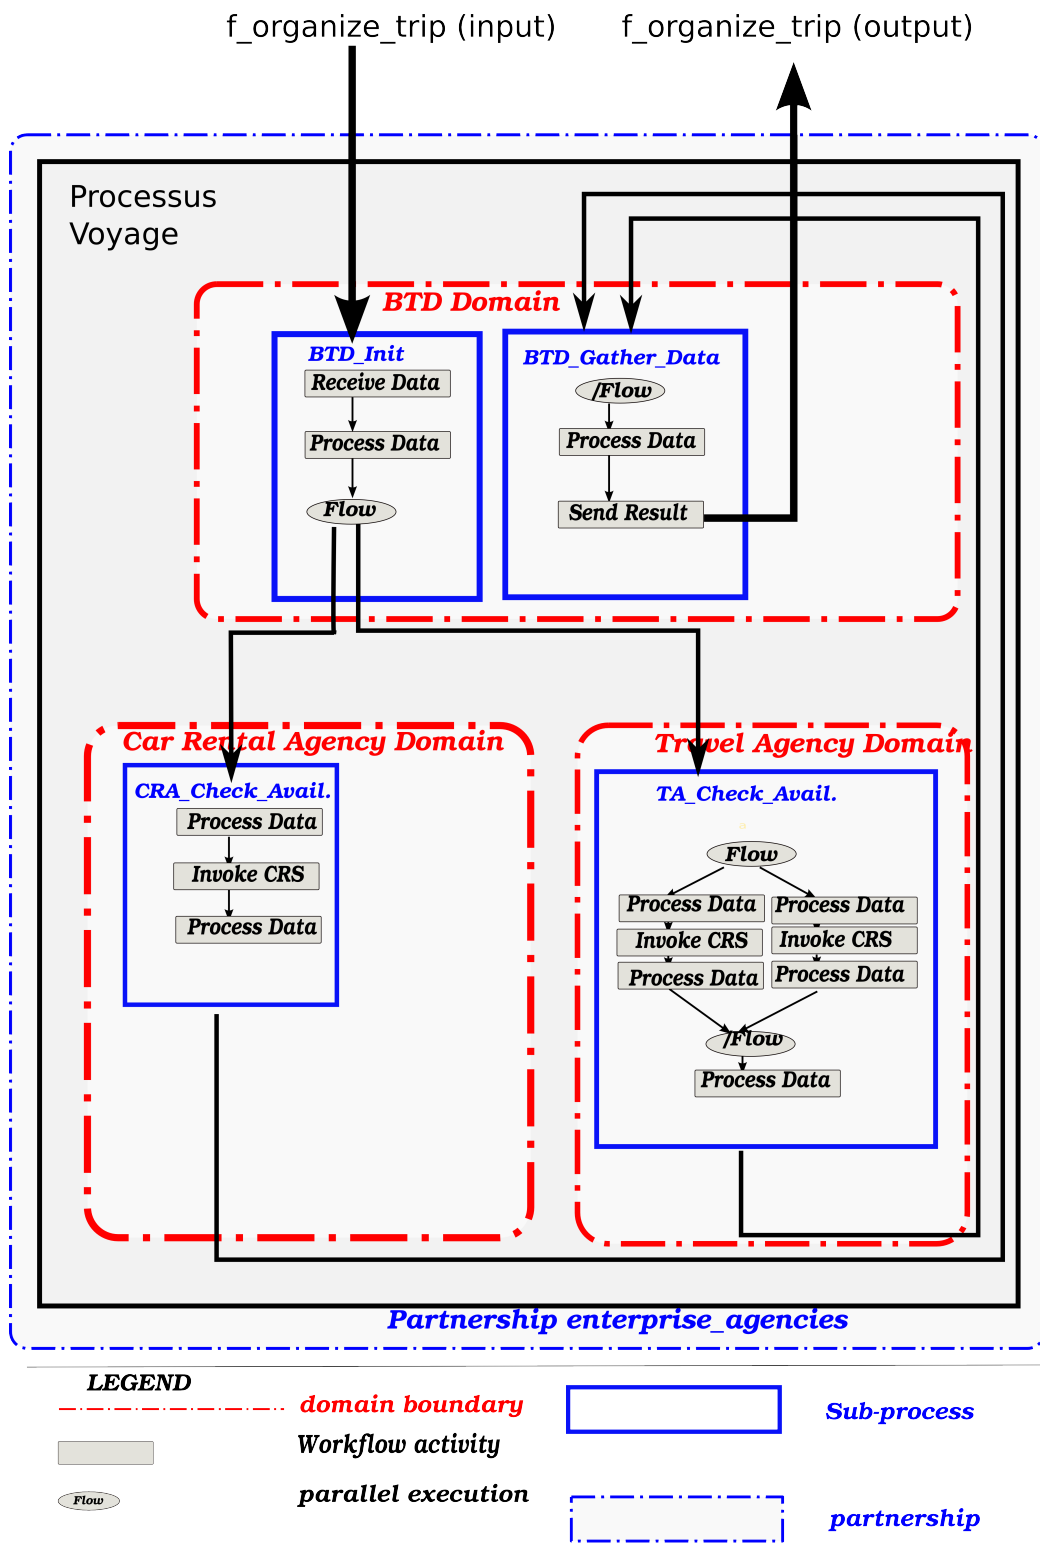 f_organize_trip (input)
f_organize_trip (output)
Processus
Voyage
BTD Domain
BTD_Init
Receive Data
Process Data
Flow
BTD_Gather_Data
/Flow
Process Data
Send Result
Car Rental Agency Domain
CRA_Check_Avail.
Process Data
Invoke CRS
Process Data
Travel Agency Domain
TA_Check_Avail.
Flow
Process Data
Invoke CRS
Process Data
Process Data
Invoke CRS
Process Data
/Flow
Process Data
Partnership enterprise_agencies
LEGEND
domain boundary
Workflow activity
Flow
parallel execution
Sub-process
partnership